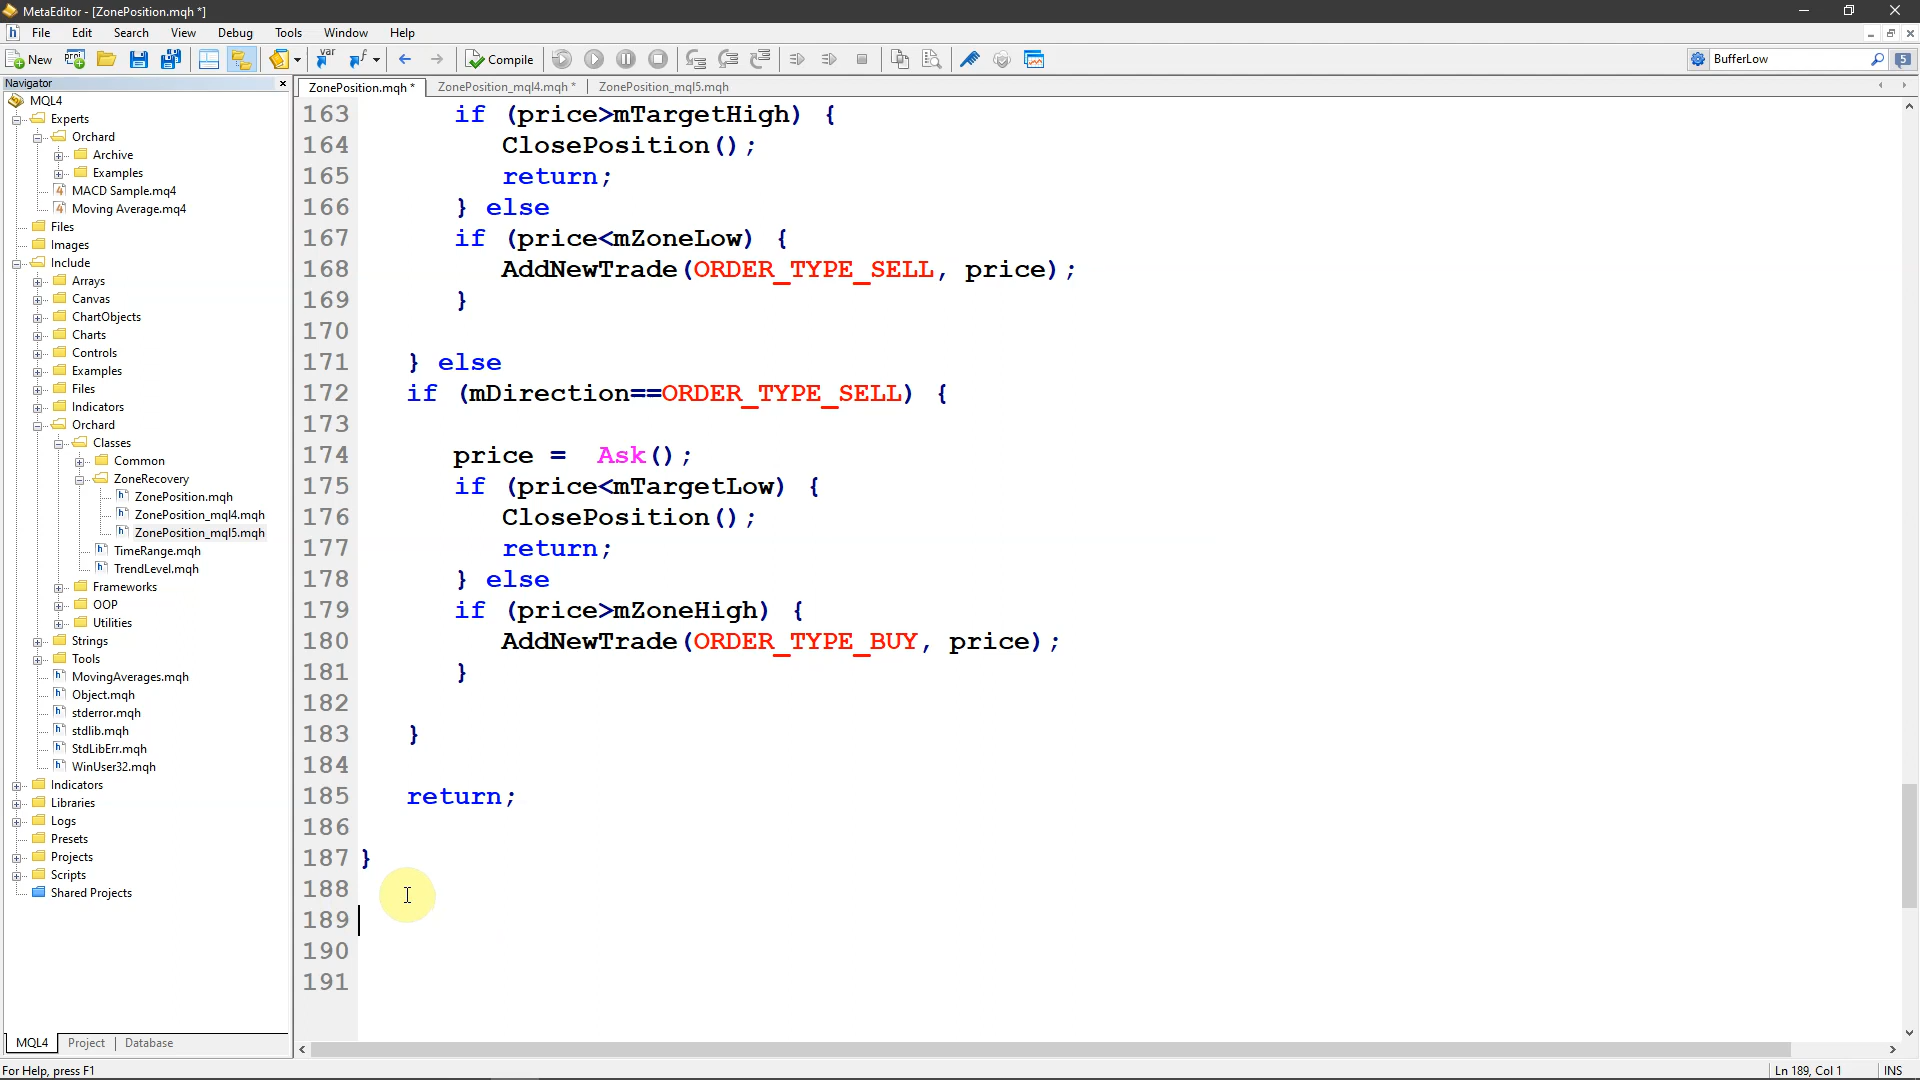 MetaEditor - [ZonePosition.mqh *]
File Edit Search View Debug Tools Window Help
New Compile BufferLow 5
Navigator
MQL4
Experts
Orchard
Archive
Examples
MACD Sample.mq4
Moving Average.mq4
Files
Images
Include
Arrays
Canvas
ChartObjects
Charts
Controls
Examples
Files
Indicators
Orchard
Classes
Common
ZoneRecovery
ZonePosition.mqh
ZonePosition_mql4.mqh
ZonePosition_mql5.mqh
TimeRange.mqh
TrendLevel.mqh
Frameworks
OOP
Utilities
Strings
Tools
MovingAverages.mqh
Object.mqh
stderror.mqh
stdlib.mqh
StdLibErr.mqh
WinUser32.mqh
Indicators
Libraries
Logs
Presets
Projects
Scripts
Shared Projects
MQL4 Project Database
ZonePosition.mqh * ZonePosition_mql4.mqh * ZonePosition_mql5.mqh
163 if (price>mTargetHigh) {
164 ClosePosition();
165 return;
166 } else
167 if (price<mZoneLow) {
168 AddNewTrade(ORDER_TYPE_SELL, price);
169 }
170
171 } else
172 if (mDirection==ORDER_TYPE_SELL) {
173
174 price = Ask();
175 if (price<mTargetLow) {
176 ClosePosition();
177 return;
178 } else
179 if (price>mZoneHigh) {
180 AddNewTrade(ORDER_TYPE_BUY, price);
181 }
182
183 }
184
185 return;
186
187 }
188
189
190
191
For Help, press F1 Ln 189, Col 1 INS